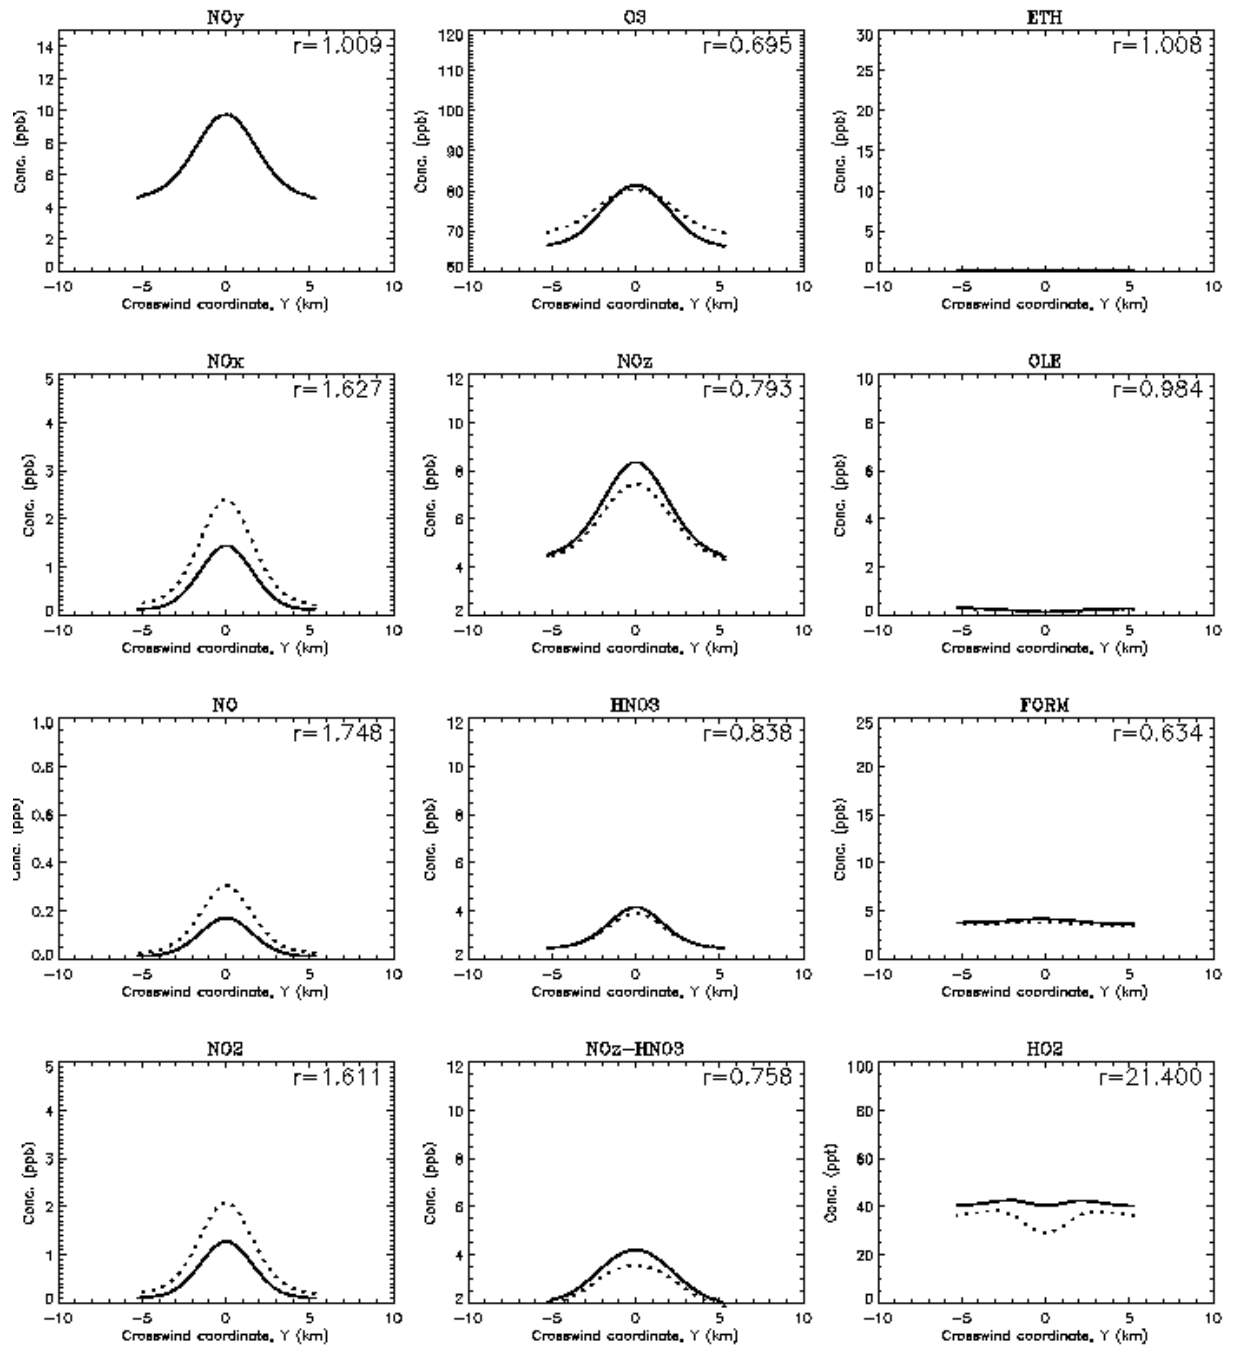 NOy
r=1.009
14
12
10
8
6
4
2
0
Conc. (ppb)
-10 -5 0 5 10
Crosswind coordinate, Y (km)
O3
r=0.695
120
110
100
90
80
70
60
Conc. (ppb)
-10 -5 0 5 10
Crosswind coordinate, Y (km)
ETH
r=1.008
30
25
20
15
10
5
0
Conc. (ppb)
-10 -5 0 5 10
Crosswind coordinate, Y (km)
NOx
r=1.627
5
4
3
2
1
0
Conc. (ppb)
-10 -5 0 5 10
Crosswind coordinate, Y (km)
NOz
r=0.793
12
10
8
6
4
2
Conc. (ppb)
-10 -5 0 5 10
Crosswind coordinate, Y (km)
OLE
r=0.984
10
8
6
4
2
0
Conc. (ppb)
-10 -5 0 5 10
Crosswind coordinate, Y (km)
NO
r=1.748
1.0
0.8
0.6
0.4
0.2
0.0
Conc. (ppb)
-10 -5 0 5 10
Crosswind coordinate, Y (km)
HNO3
r=0.838
12
10
8
6
4
2
Conc. (ppb)
-10 -5 0 5 10
Crosswind coordinate, Y (km)
FORM
r=0.634
25
20
15
10
5
0
Conc. (ppb)
-10 -5 0 5 10
Crosswind coordinate, Y (km)
NO2
r=1.611
5
4
3
2
1
0
Conc. (ppb)
-10 -5 0 5 10
Crosswind coordinate, Y (km)
NOz-HNO3
r=0.758
12
10
8
6
4
2
Conc. (ppb)
-10 -5 0 5 10
Crosswind coordinate, Y (km)
HO2
r=21.400
100
80
60
40
20
0
Conc. (ppt)
-10 -5 0 5 10
Crosswind coordinate, Y (km)